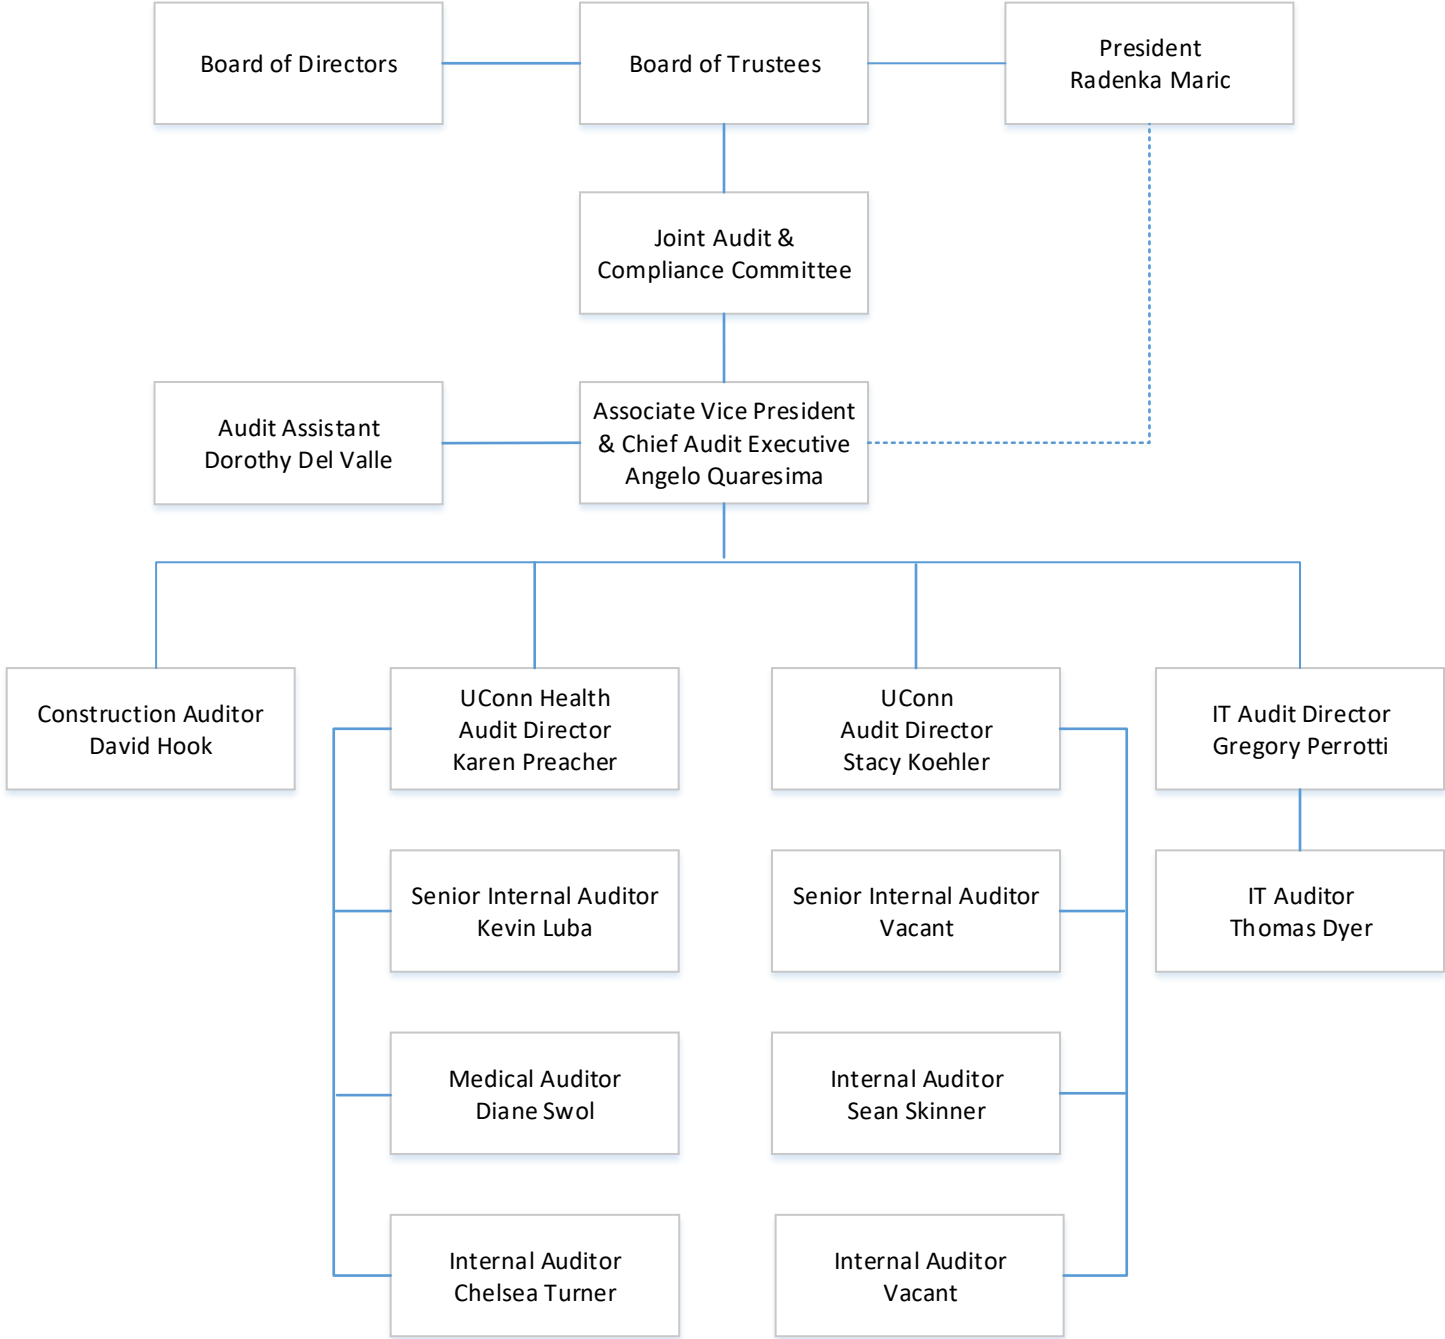 Board of Directors
Board of Trustees
President
Radenka Maric
Joint Audit &
Compliance Committee
Audit Assistant
Dorothy Del Valle
Associate Vice President
& Chief Audit Executive
Angelo Quaresima
Construction Auditor
David Hook
UConn Health
Audit Director
Karen Preacher
UConn
Audit Director
Stacy Koehler
IT Audit Director
Gregory Perrotti
Senior Internal Auditor
Kevin Luba
Senior Internal Auditor
Vacant
IT Auditor
Thomas Dyer
Medical Auditor
Diane Swol
Internal Auditor
Sean Skinner
Internal Auditor
Chelsea Turner
Internal Auditor
Vacant